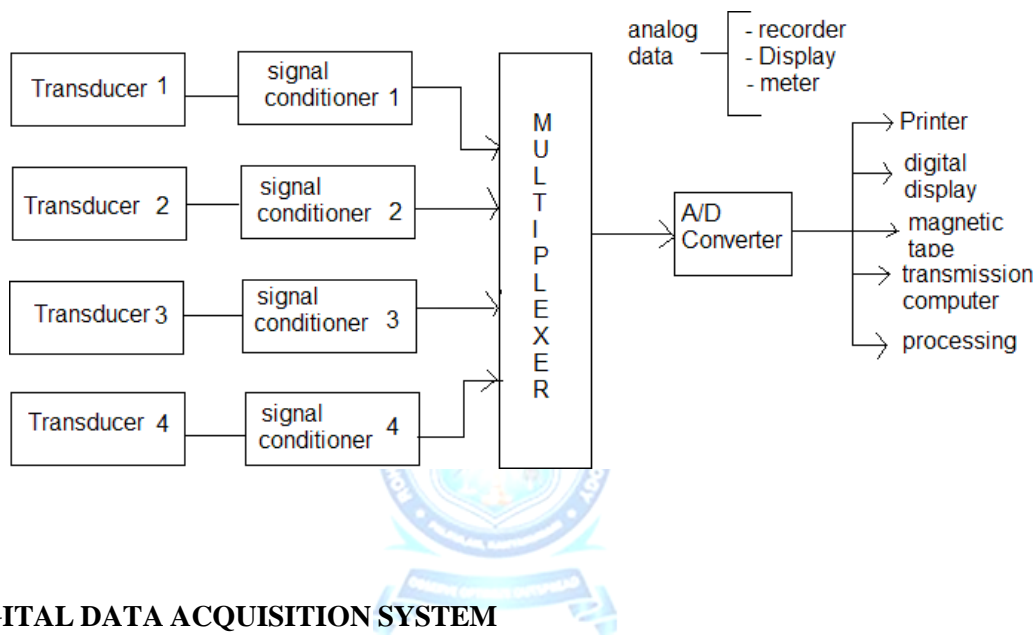 Transducer 1
signal
conditioner 1
Transducer 2
signal
conditioner 2
Transducer 3
signal
conditioner 3
Transducer 4
signal
conditioner 4
M
U
L
T
I
P
L
E
X
E
R
analog
data
- recorder
- Display
- meter
A/D
Converter
Printer
digital
display
magnetic
tape
transmission
computer
processing
GITAL DATA ACQUISITION SYSTEM